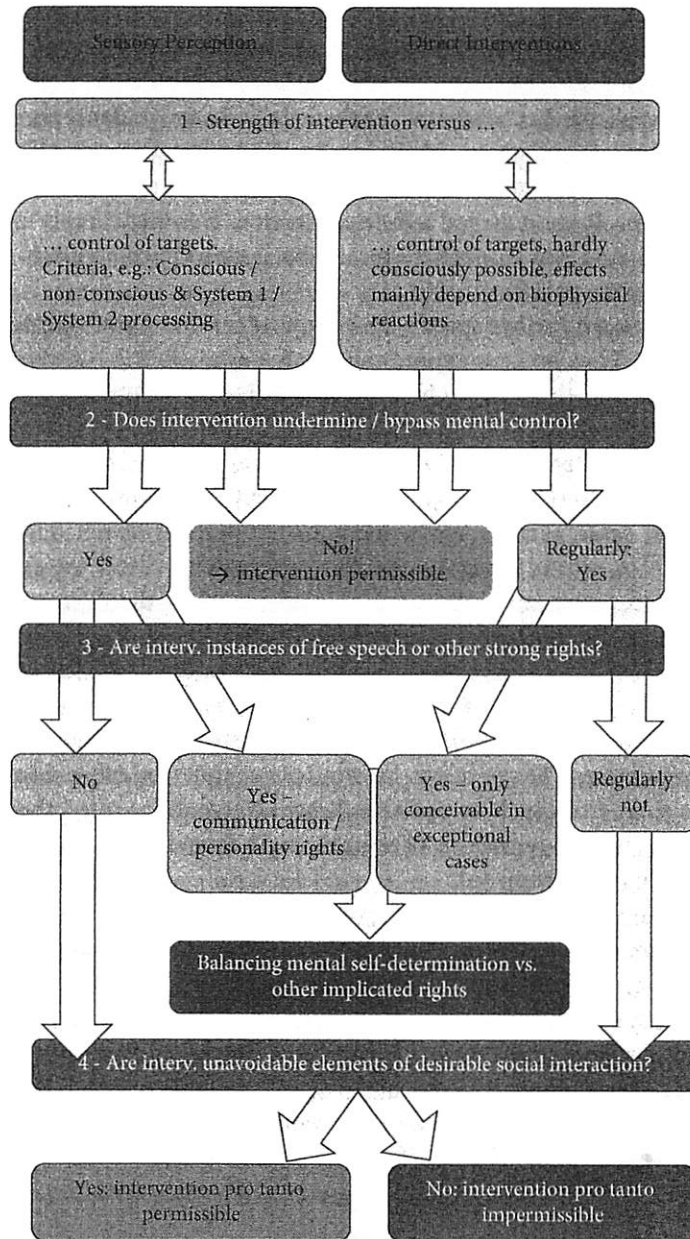 Sensory Perception
Direct Interventions
1 - Strength of intervention versus …
… control of targets.
Criteria, e.g.: Conscious /
non-conscious & System 1 /
System 2 processing
… control of targets, hardly
consciously possible, effects
mainly depend on biophysical
reactions
2 - Does intervention undermine / bypass mental control?
Yes
No!
→ intervention permissible
Regularly:
Yes
3 - Are interv. instances of free speech or other strong rights?
No
Yes –
communication /
personality rights
Yes – only
conceivable in
exceptional
cases
Regularly
not
Balancing mental self-determination vs.
other implicated rights
4 - Are interv. unavoidable elements of desirable social interaction?
Yes: intervention pro tanto
permissible
No: intervention pro tanto
impermissible